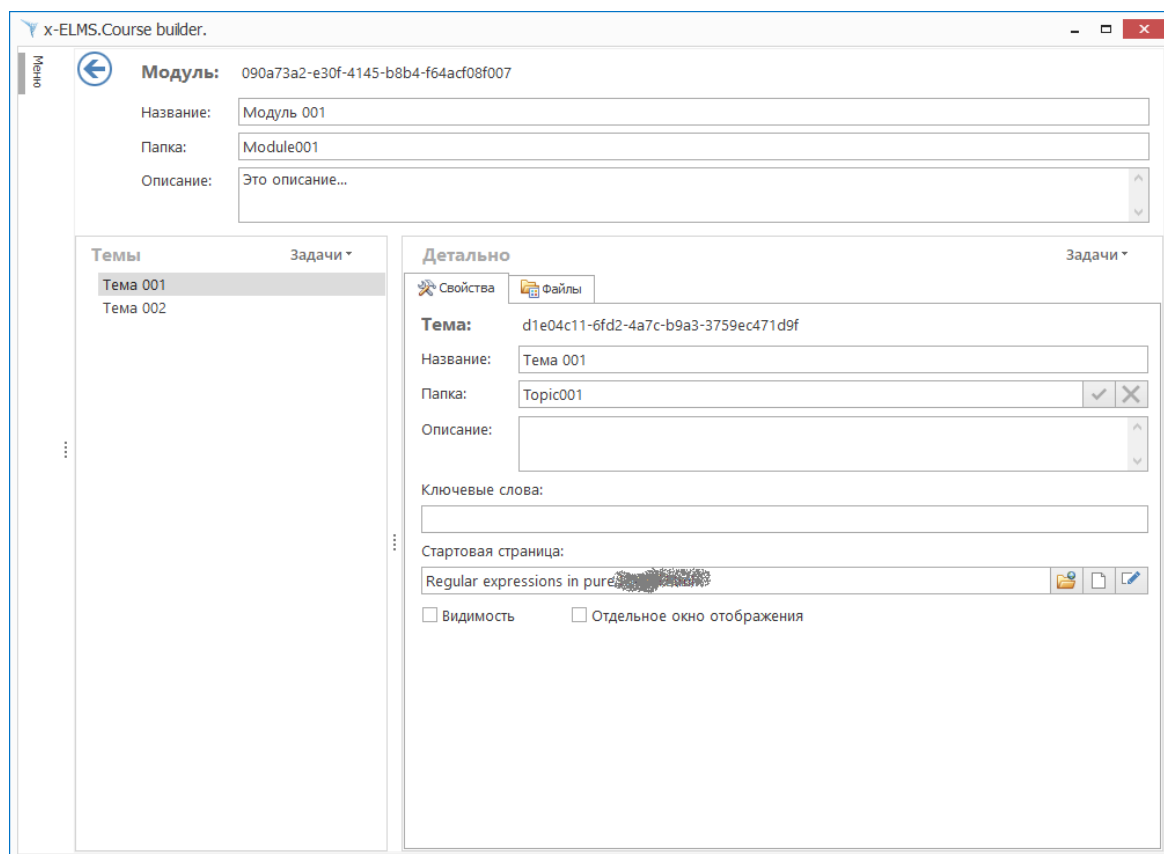 x-ELMS.Course builder.
Меню
Модуль: 090a73a2-e30f-4145-b8b4-f64acf08f007
Название: Модуль 001
Папка: Module001
Описание: Это описание...
Темы Задачи
Тема 001
Тема 002
Детально Задачи
Свойства Файлы
Тема: d1e04c11-6fd2-4a7c-b9a3-3759ec471d9f
Название: Тема 001
Папка: Topic001
Описание:
Ключевые слова:
Стартовая страница:
Regular expressions in pure
Видимость Отдельное окно отображения